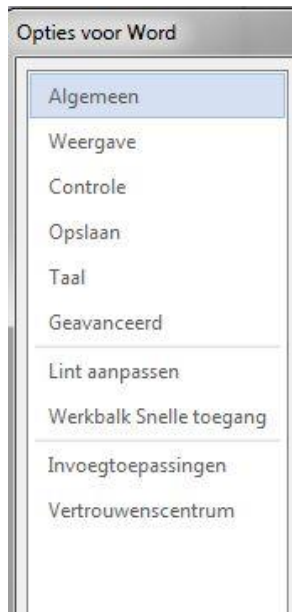 Opties voor Word
Algemeen
Weergave
Controle
Opslaan
Taal
Geavanceerd
Lint aanpassen
Werkbalk Snelle toegang
Invoegtoepassingen
Vertrouwenscentrum